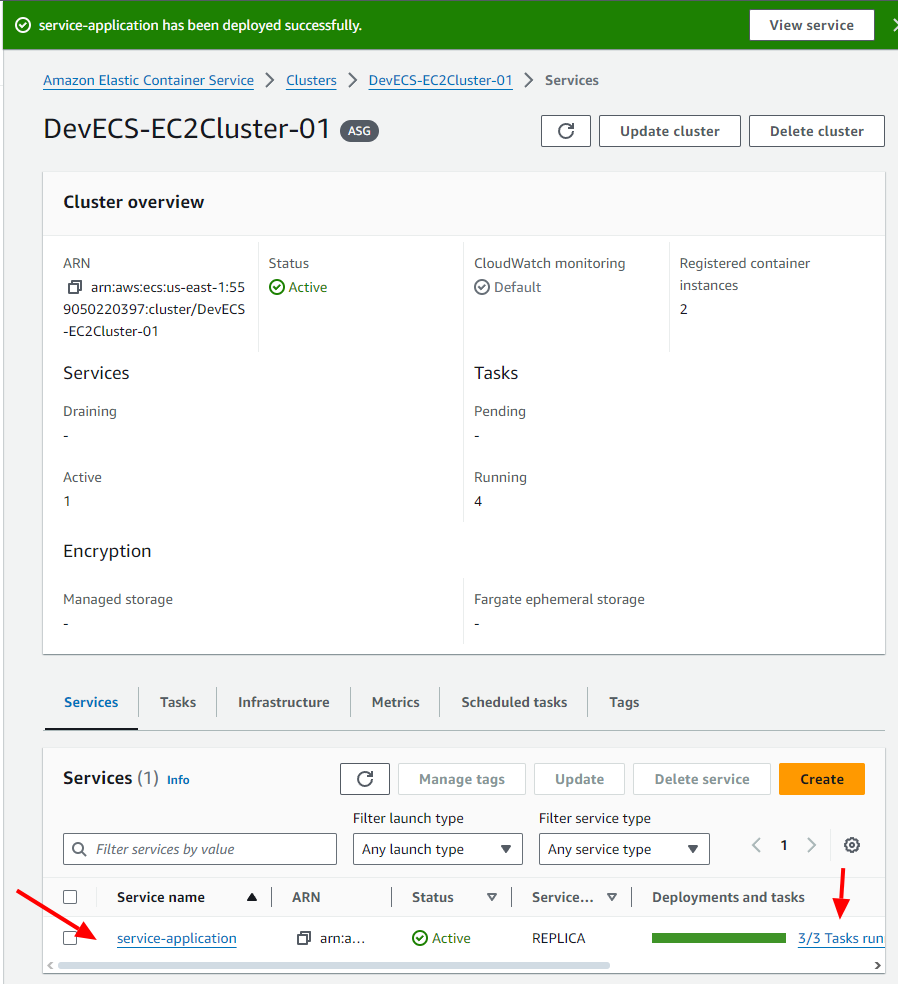 service-application has been deployed successfully.
View service
Amazon Elastic Container Service
Clusters
DevECS-EC2Cluster-01
Services
DevECS-EC2Cluster-01
ASG
Update cluster
Delete cluster
Cluster overview
ARN
arn:aws:ecs:us-east-1:55
9050220397:cluster/DevECS
-EC2Cluster-01
Status
Active
CloudWatch monitoring
Default
Registered container
instances
2
Services
Draining
-
Active
1
Tasks
Pending
-
Running
4
Encryption
Managed storage
-
Fargate ephemeral storage
-
Services
Tasks
Infrastructure
Metrics
Scheduled tasks
Tags
Services (1) Info
Manage tags
Update
Delete service
Create
Filter launch type
Filter service type
Filter services by value
Any launch type
Any service type
1
Service name
ARN
Status
Service...
Deployments and tasks
service-application
arn:a...
Active
REPLICA
3/3 Tasks run